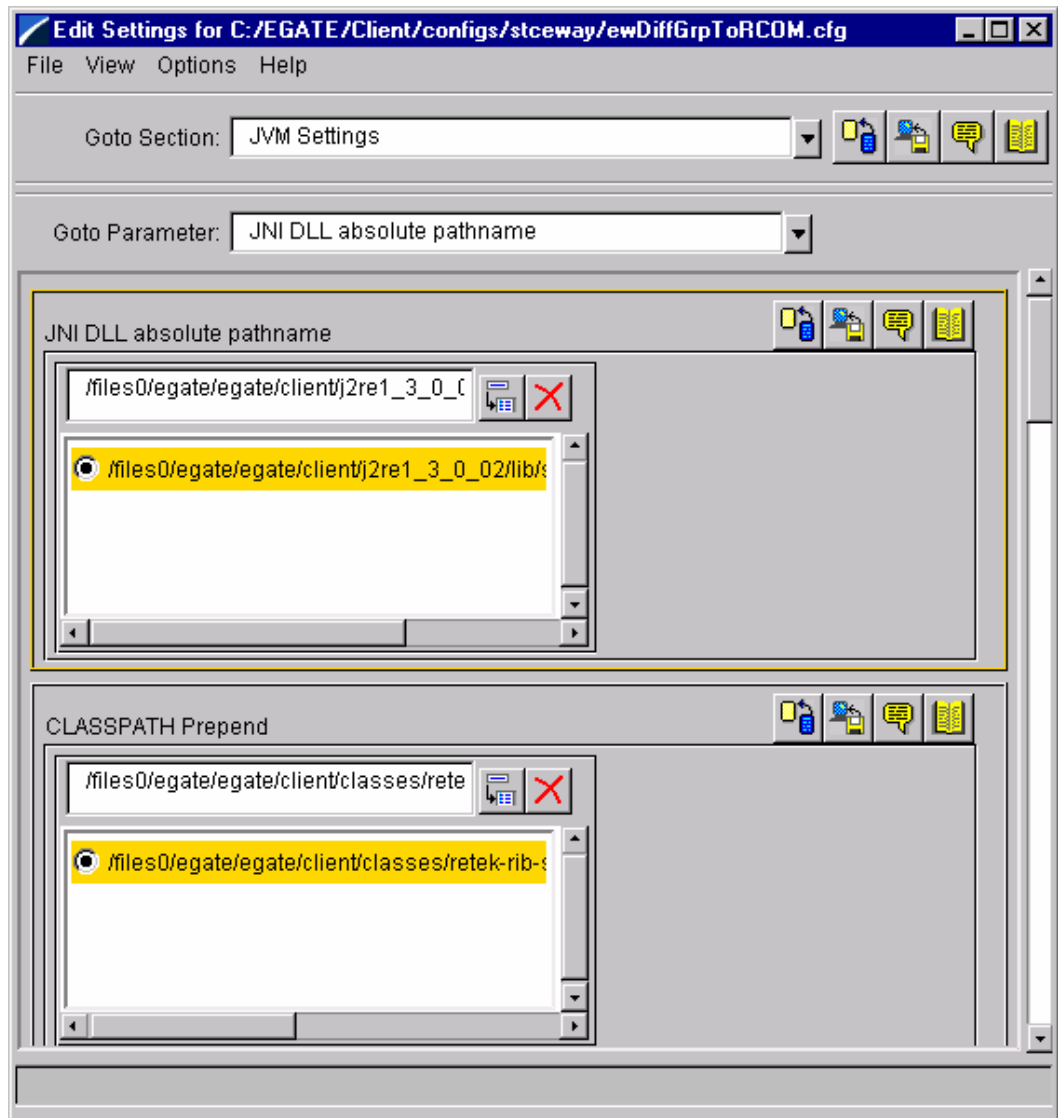 Edit Settings for C:/EGATE/Client/configs/stceway/ewDiffGrpToRCOM.cfg
File View Options Help
Goto Section: JVM Settings
Goto Parameter: JNI DLL absolute pathname
JNI DLL absolute pathname
/files0/egate/egate/client/j2re1_3_0_0
/files0/egate/egate/client/j2re1_3_0_02/lib/s
CLASSPATH Prepend
/files0/egate/egate/client/classes/rete
/files0/egate/egate/client/classes/retek-rib-s